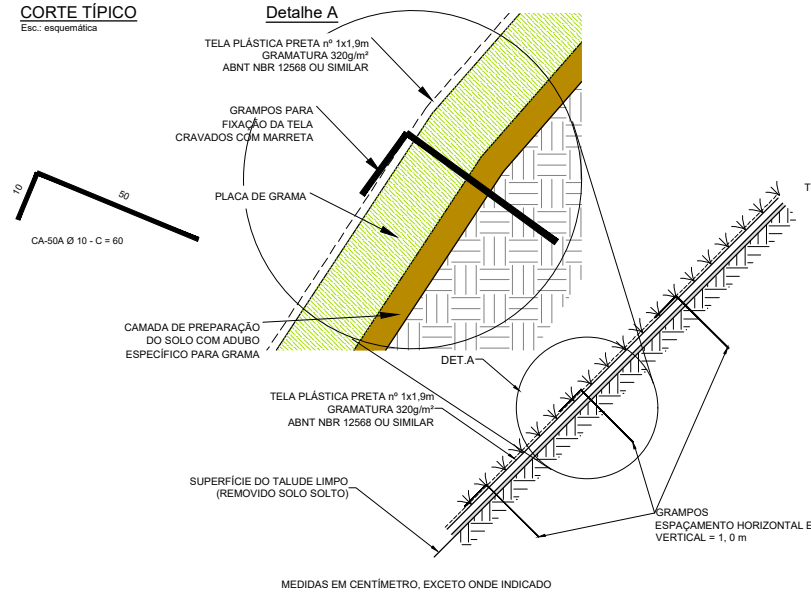 CORTE TÍPICO
Esc.: esquemática
Detalhe A
TELA PLÁSTICA PRETA nº 1x1,9m
GRAMATURA 320g/m²
ABNT NBR 12568 OU SIMILAR
GRAMPOS PARA
FIXAÇÃO DA TELA
CRAVADOS COM MARRETA
PLACA DE GRAMA
10
50
CA-50A Ø 10 - C = 60
CAMADA DE PREPARAÇÃO
DO SOLO COM ADUBO
ESPECÍFICO PARA GRAMA
T
DET.A
TELA PLÁSTICA PRETA nº 1x1,9m
GRAMATURA 320g/m²
ABNT NBR 12568 OU SIMILAR
SUPERFÍCIE DO TALUDE LIMPO
(REMOVIDO SOLO SOLTO)
GRAMPOS
ESPAÇAMENTO HORIZONTAL E
VERTICAL = 1, 0 m
MEDIDAS EM CENTÍMETRO, EXCETO ONDE INDICADO